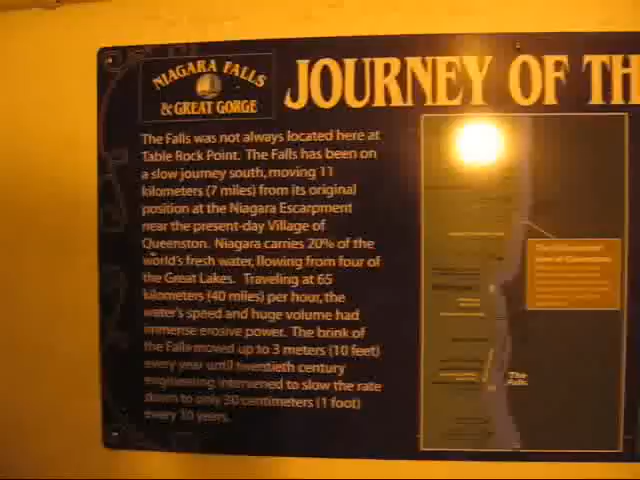 NIAGARA FALLS
& GREAT GORGE
JOURNEY OF TH
The Falls was not always located here at
Table Rock Point. The Falls has been on
a slow journey south, moving 11
kilometers (7 miles) from its original
position at the Niagara Escarpment
near the present-day Village of
Queenston. Niagara carries 20% of the
world's fresh water, flowing from four of
the Great Lakes. Traveling at 65
kilometers (40 miles) per hour, the
water's speed and huge volume had
immense erosive power. The brink of
the Falls moved up to 3 meters (10 feet)
every year until twentieth century
engineering intervened to slow the rate
down to only 30 centimeters (1 foot)
every 10 years.
The
Falls